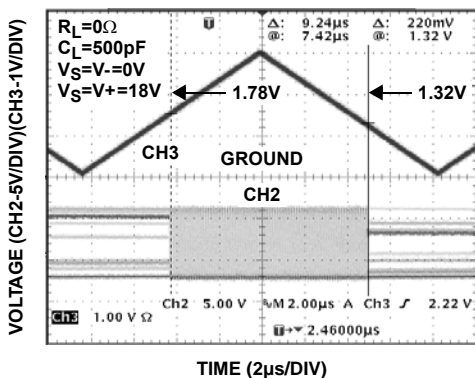 R_L=0Ω
C_L=500pF
V_S=V-=0V
V_S=V+=18V
Δ: 9.24µs
@: 7.42µs
Δ: 220mV
@: 1.32 V
1.78V
1.32V
CH3
GROUND
CH2
VOLTAGE (CH2-5V/DIV)(CH3-1V/DIV)
Ch2 5.00 V M 2.00µs A Ch3 2.22 V
Ch3 1.00 V Ω
T 2.46000µs
TIME (2µs/DIV)